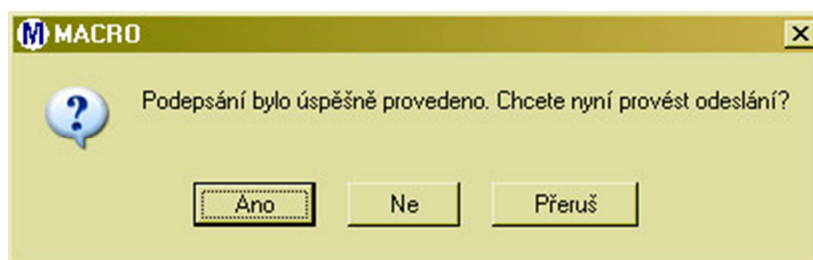 MACRO
Podepsání bylo úspěšně provedeno. Chcete nyní provést odeslání?
Ano Ne Přeruš